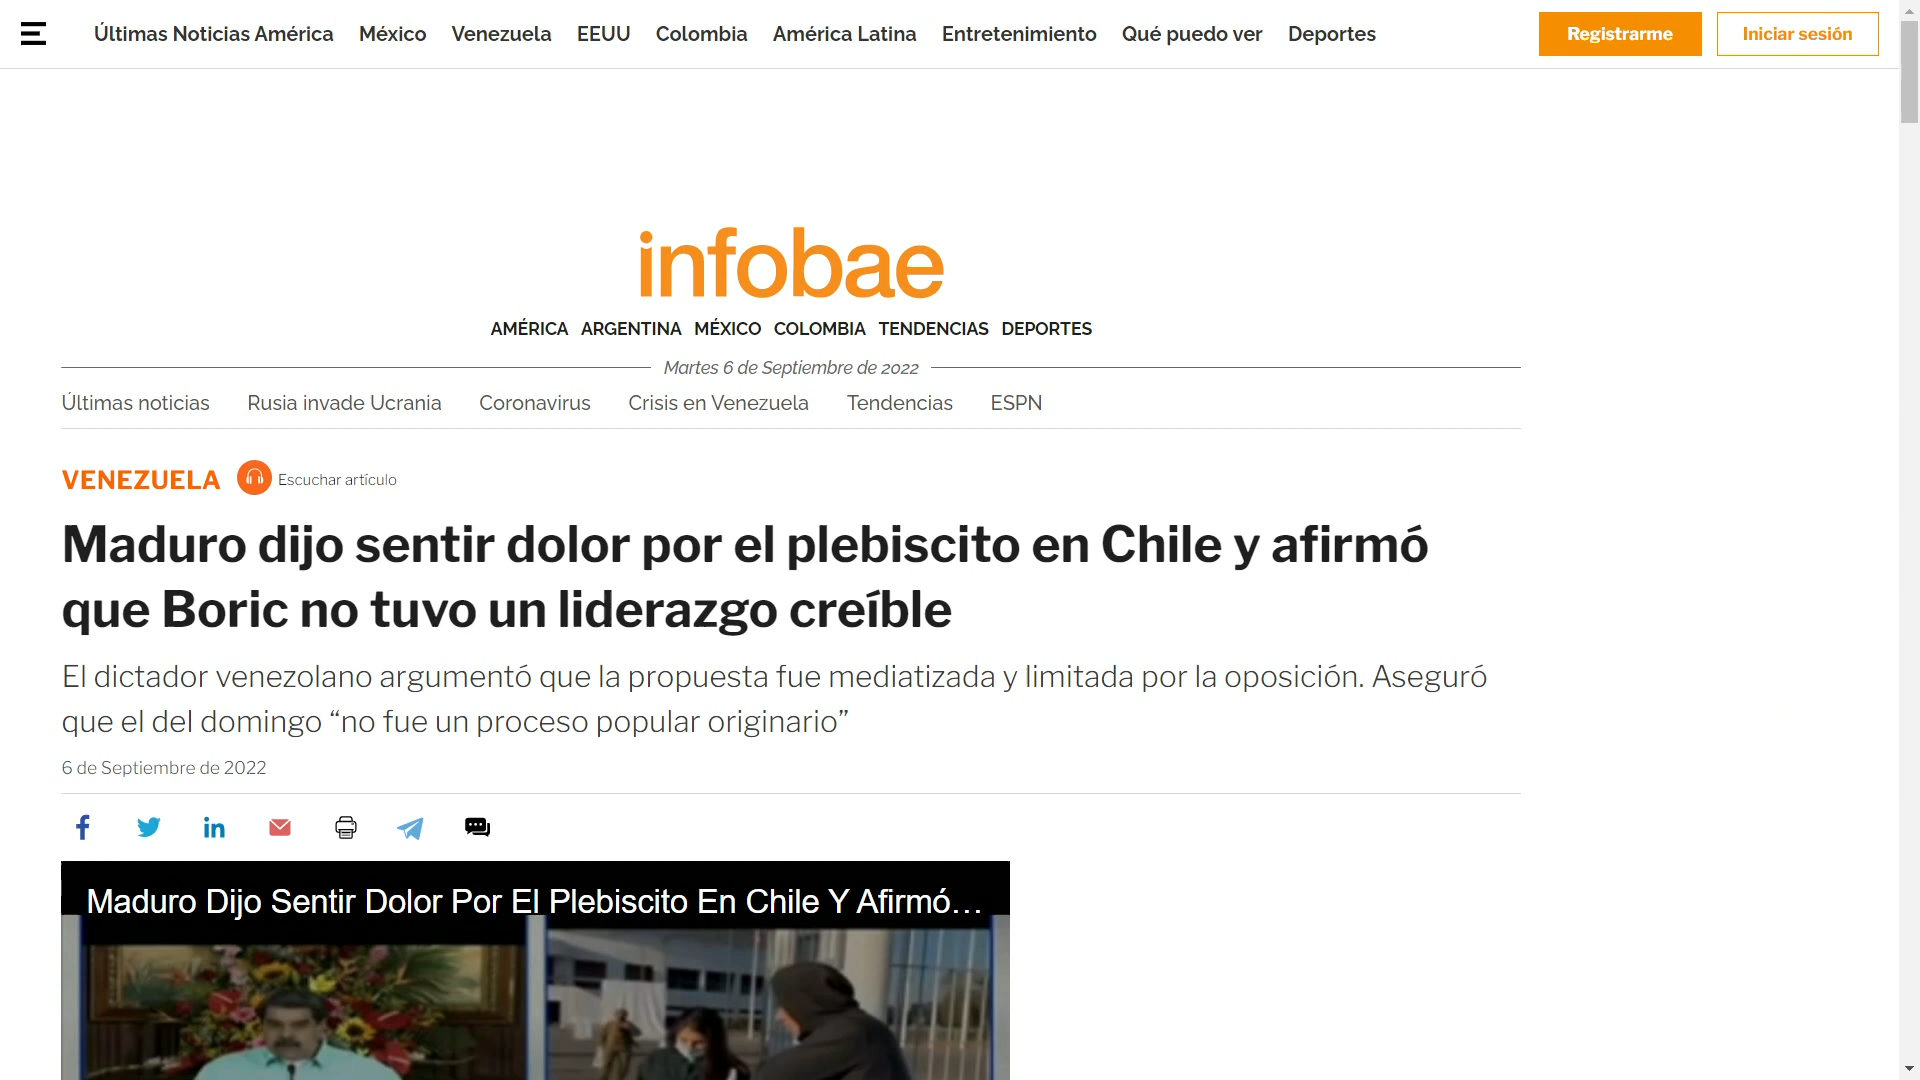 Últimas Noticias América México Venezuela EEUU Colombia América Latina Entretenimiento Qué puedo ver Deportes Registrarme Iniciar sesión
infobae
AMÉRICA ARGENTINA MÉXICO COLOMBIA TENDENCIAS DEPORTES
Martes 6 de Septiembre de 2022
Últimas noticias Rusia invade Ucrania Coronavirus Crisis en Venezuela Tendencias ESPN
VENEZUELA Escuchar artículo
Maduro dijo sentir dolor por el plebiscito en Chile y afirmó
que Boric no tuvo un liderazgo creíble
El dictador venezolano argumentó que la propuesta fue mediatizada y limitada por la oposición. Aseguró
que el del domingo “no fue un proceso popular originario”
6 de Septiembre de 2022
Maduro Dijo Sentir Dolor Por El Plebiscito En Chile Y Afirmó…